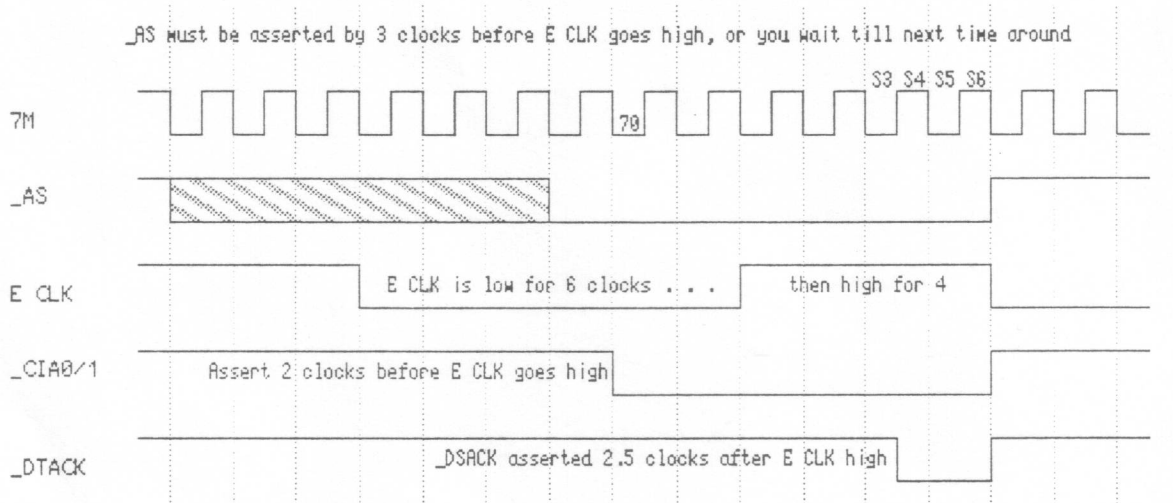 _AS must be asserted by 3 clocks before E CLK goes high, or you wait till next time around
S3 S4 S5 S6
7M
70
_AS
E CLK is low for 6 clocks . . . then high for 4
E CLK
_CIA0/1
Assert 2 clocks before E CLK goes high
_DSACK asserted 2.5 clocks after E CLK high
_DTACK